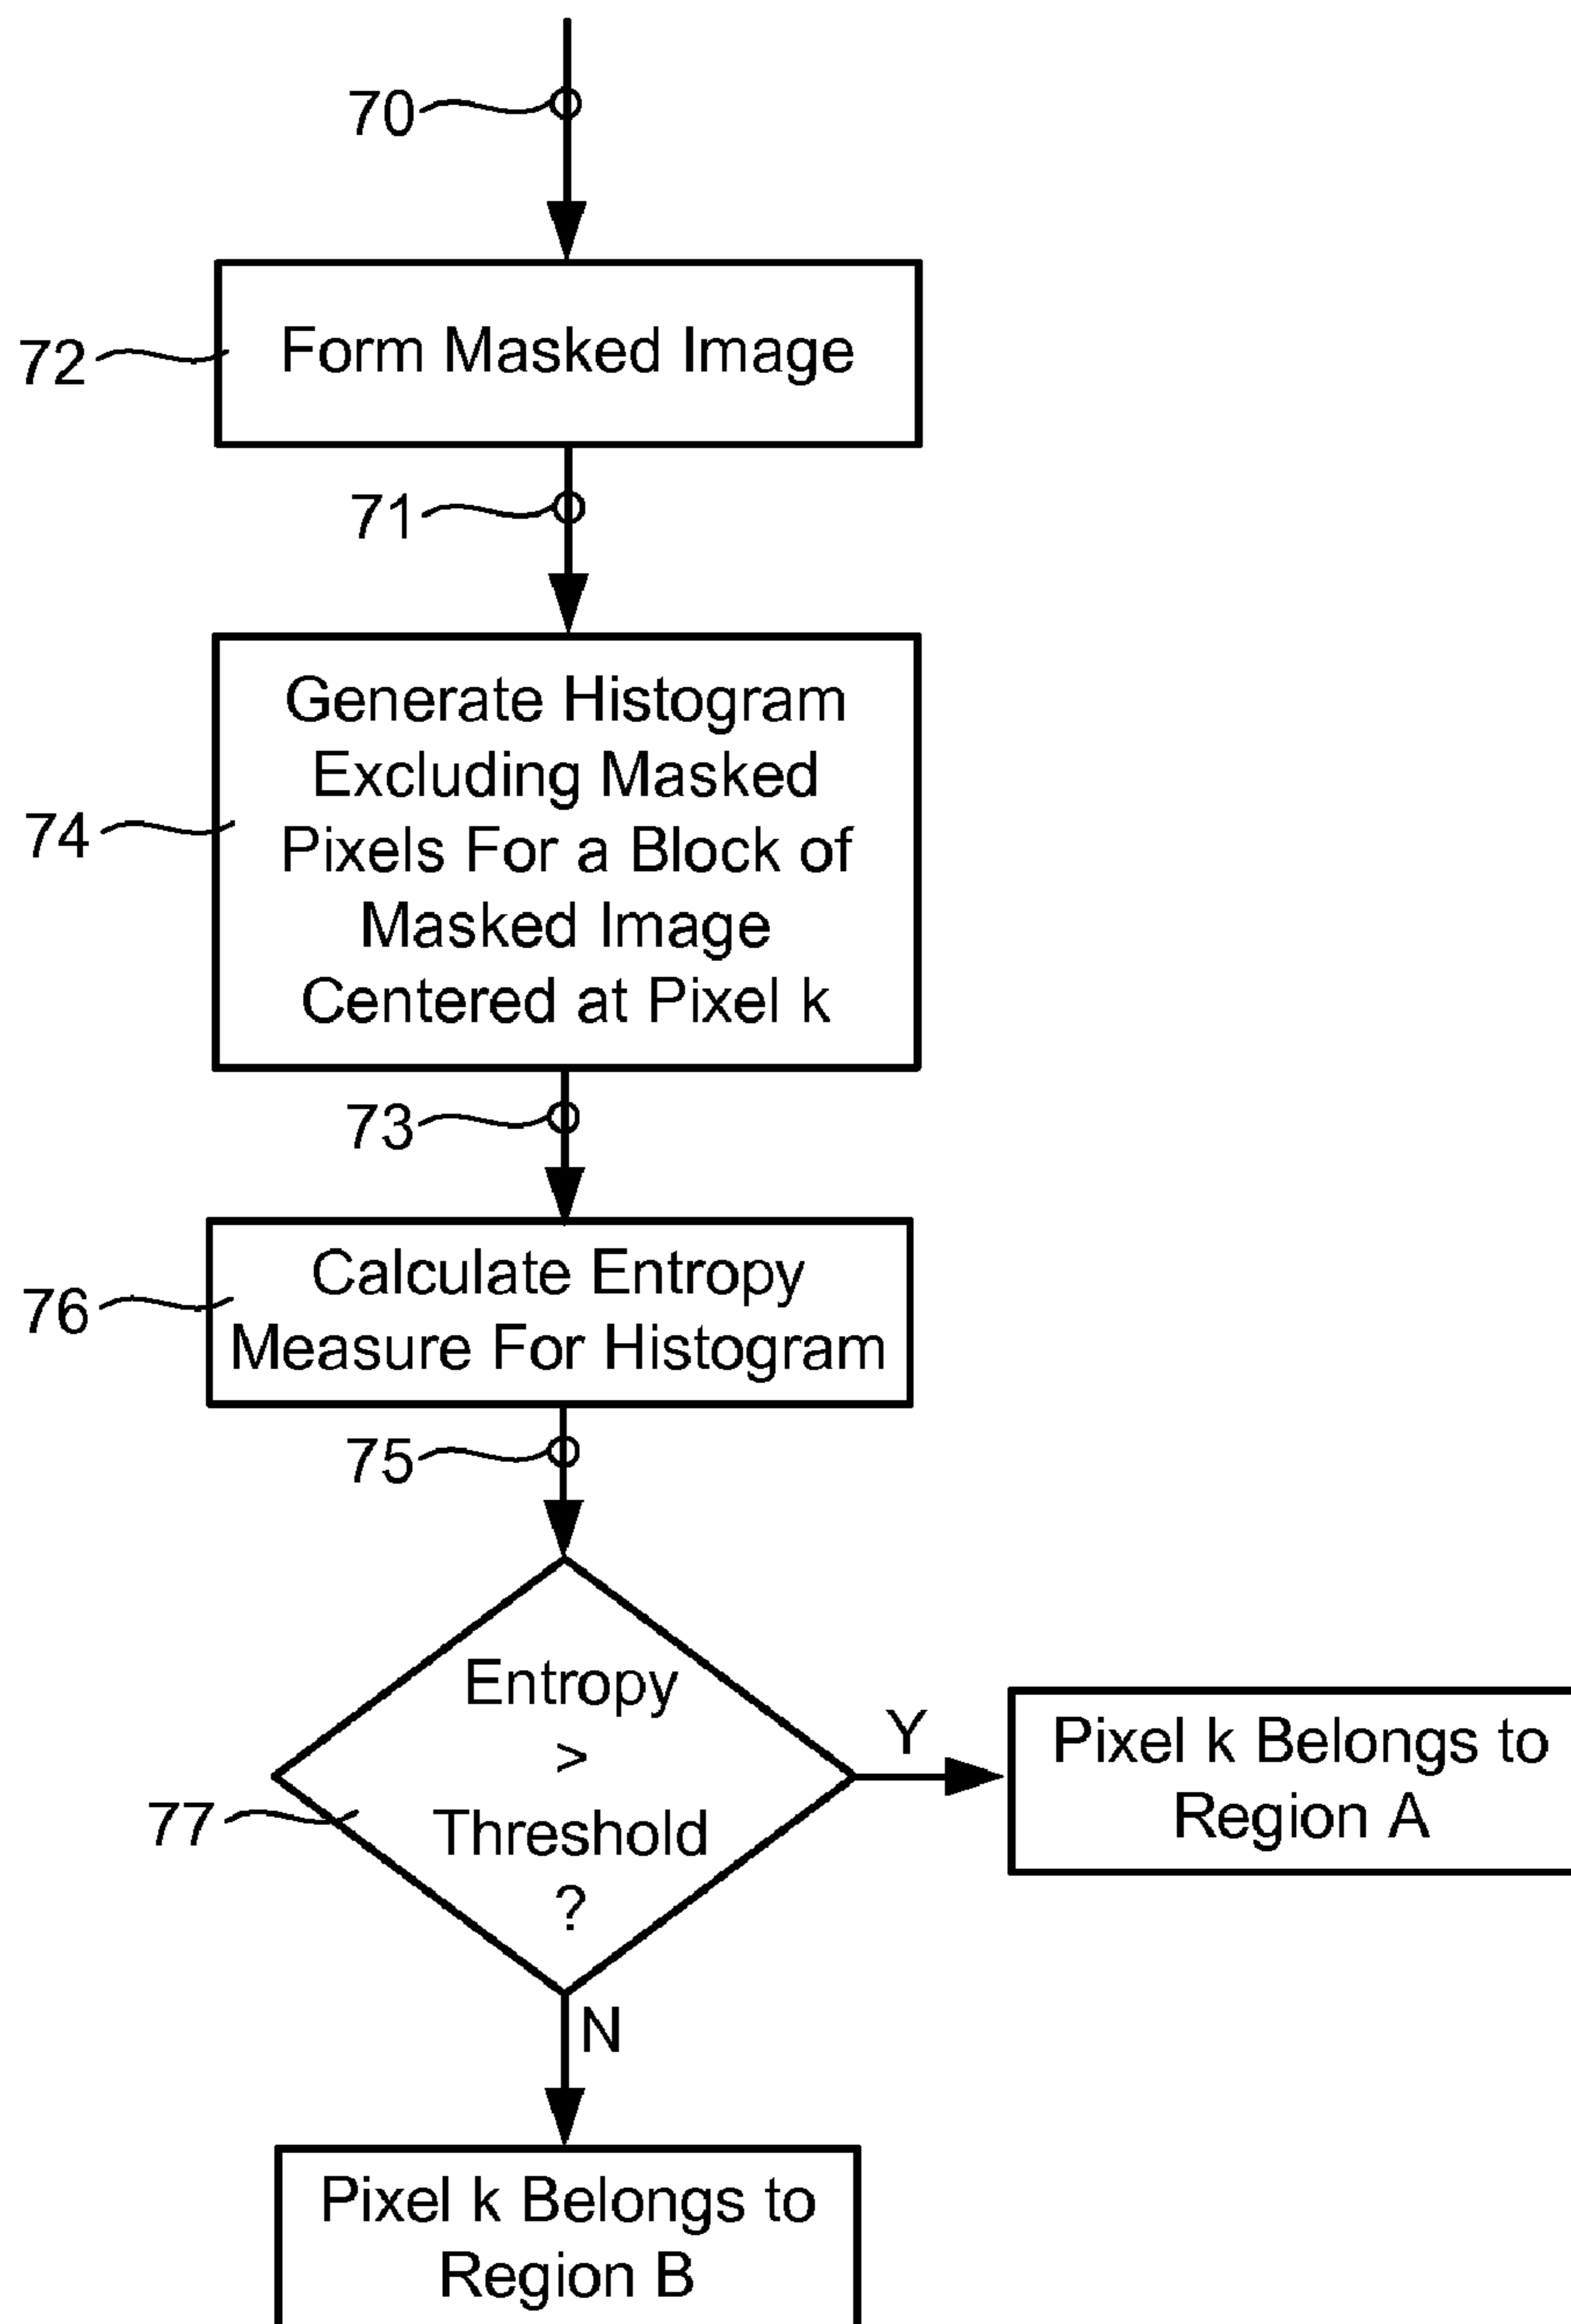 70
Form Masked Image
72
71
Generate Histogram
Excluding Masked
Pixels For a Block of
Masked Image
Centered at Pixel k
74
73
Calculate Entropy
Measure For Histogram
76
75
Entropy
>
Threshold
?
77
Y
Pixel k Belongs to
Region A
N
Pixel k Belongs to
Region B